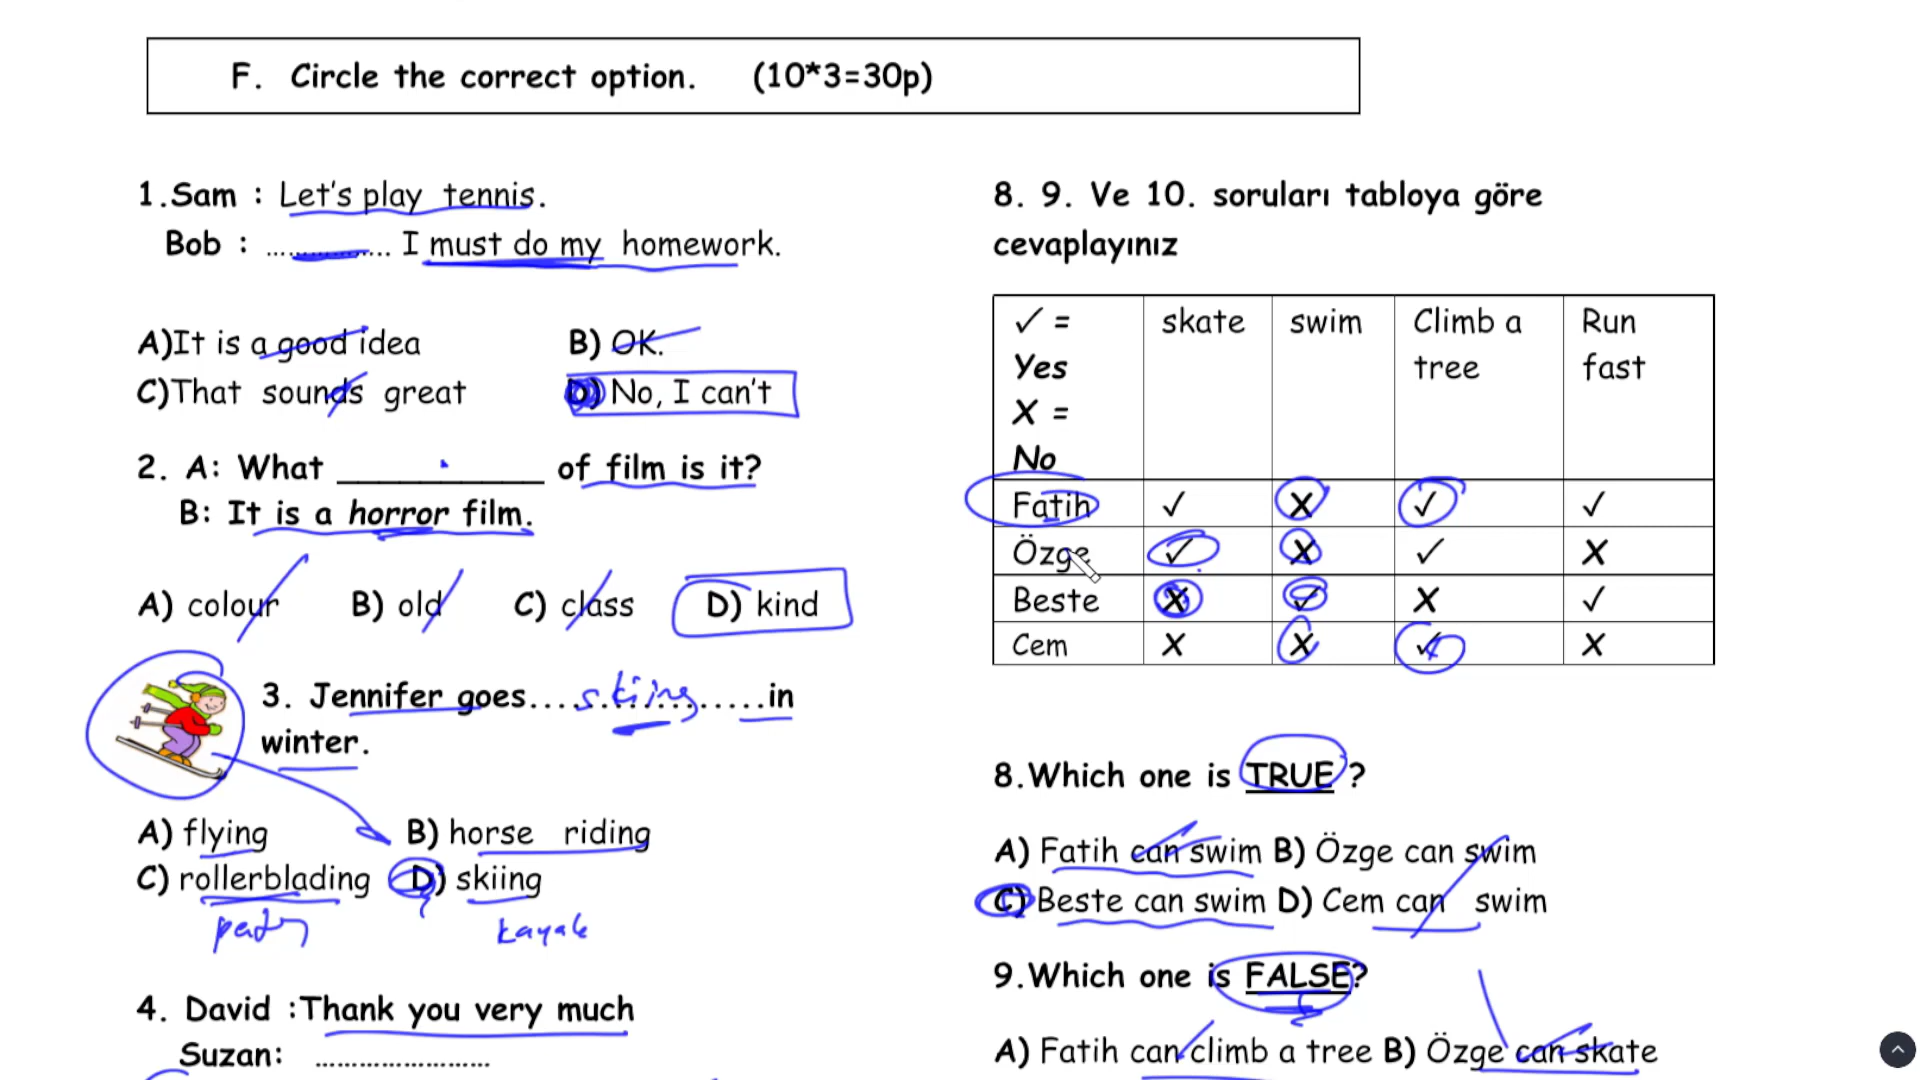 F. Circle the correct option. (10*3=30p)
1.Sam : Let's play tennis.
Bob : .................. I must do my homework.
A)It is a good idea B) OK.
C)That sounds great D) No, I can't
2. A: What ____________ of film is it?
B: It is a horror film.
A) colour B) old C) class D) kind
3. Jennifer goes....skiing.....in
winter.
A) flying B) horse riding
C) rollerblading D) skiing
kayak
4. David :Thank you very much
Suzan: ........................
8. 9. Ve 10. soruları tabloya göre
cevaplayınız
✓ = skate swim Climb a Run
Yes tree fast
X =
No
Fatih ✓ X ✓ ✓
Özge ✓ X ✓ X
Beste X ✓ X ✓
Cem X X ✓ X
8.Which one is TRUE ?
A) Fatih can swim B) Özge can swim
C) Beste can swim D) Cem can swim
9.Which one is FALSE?
A) Fatih can climb a tree B) Özge can skate